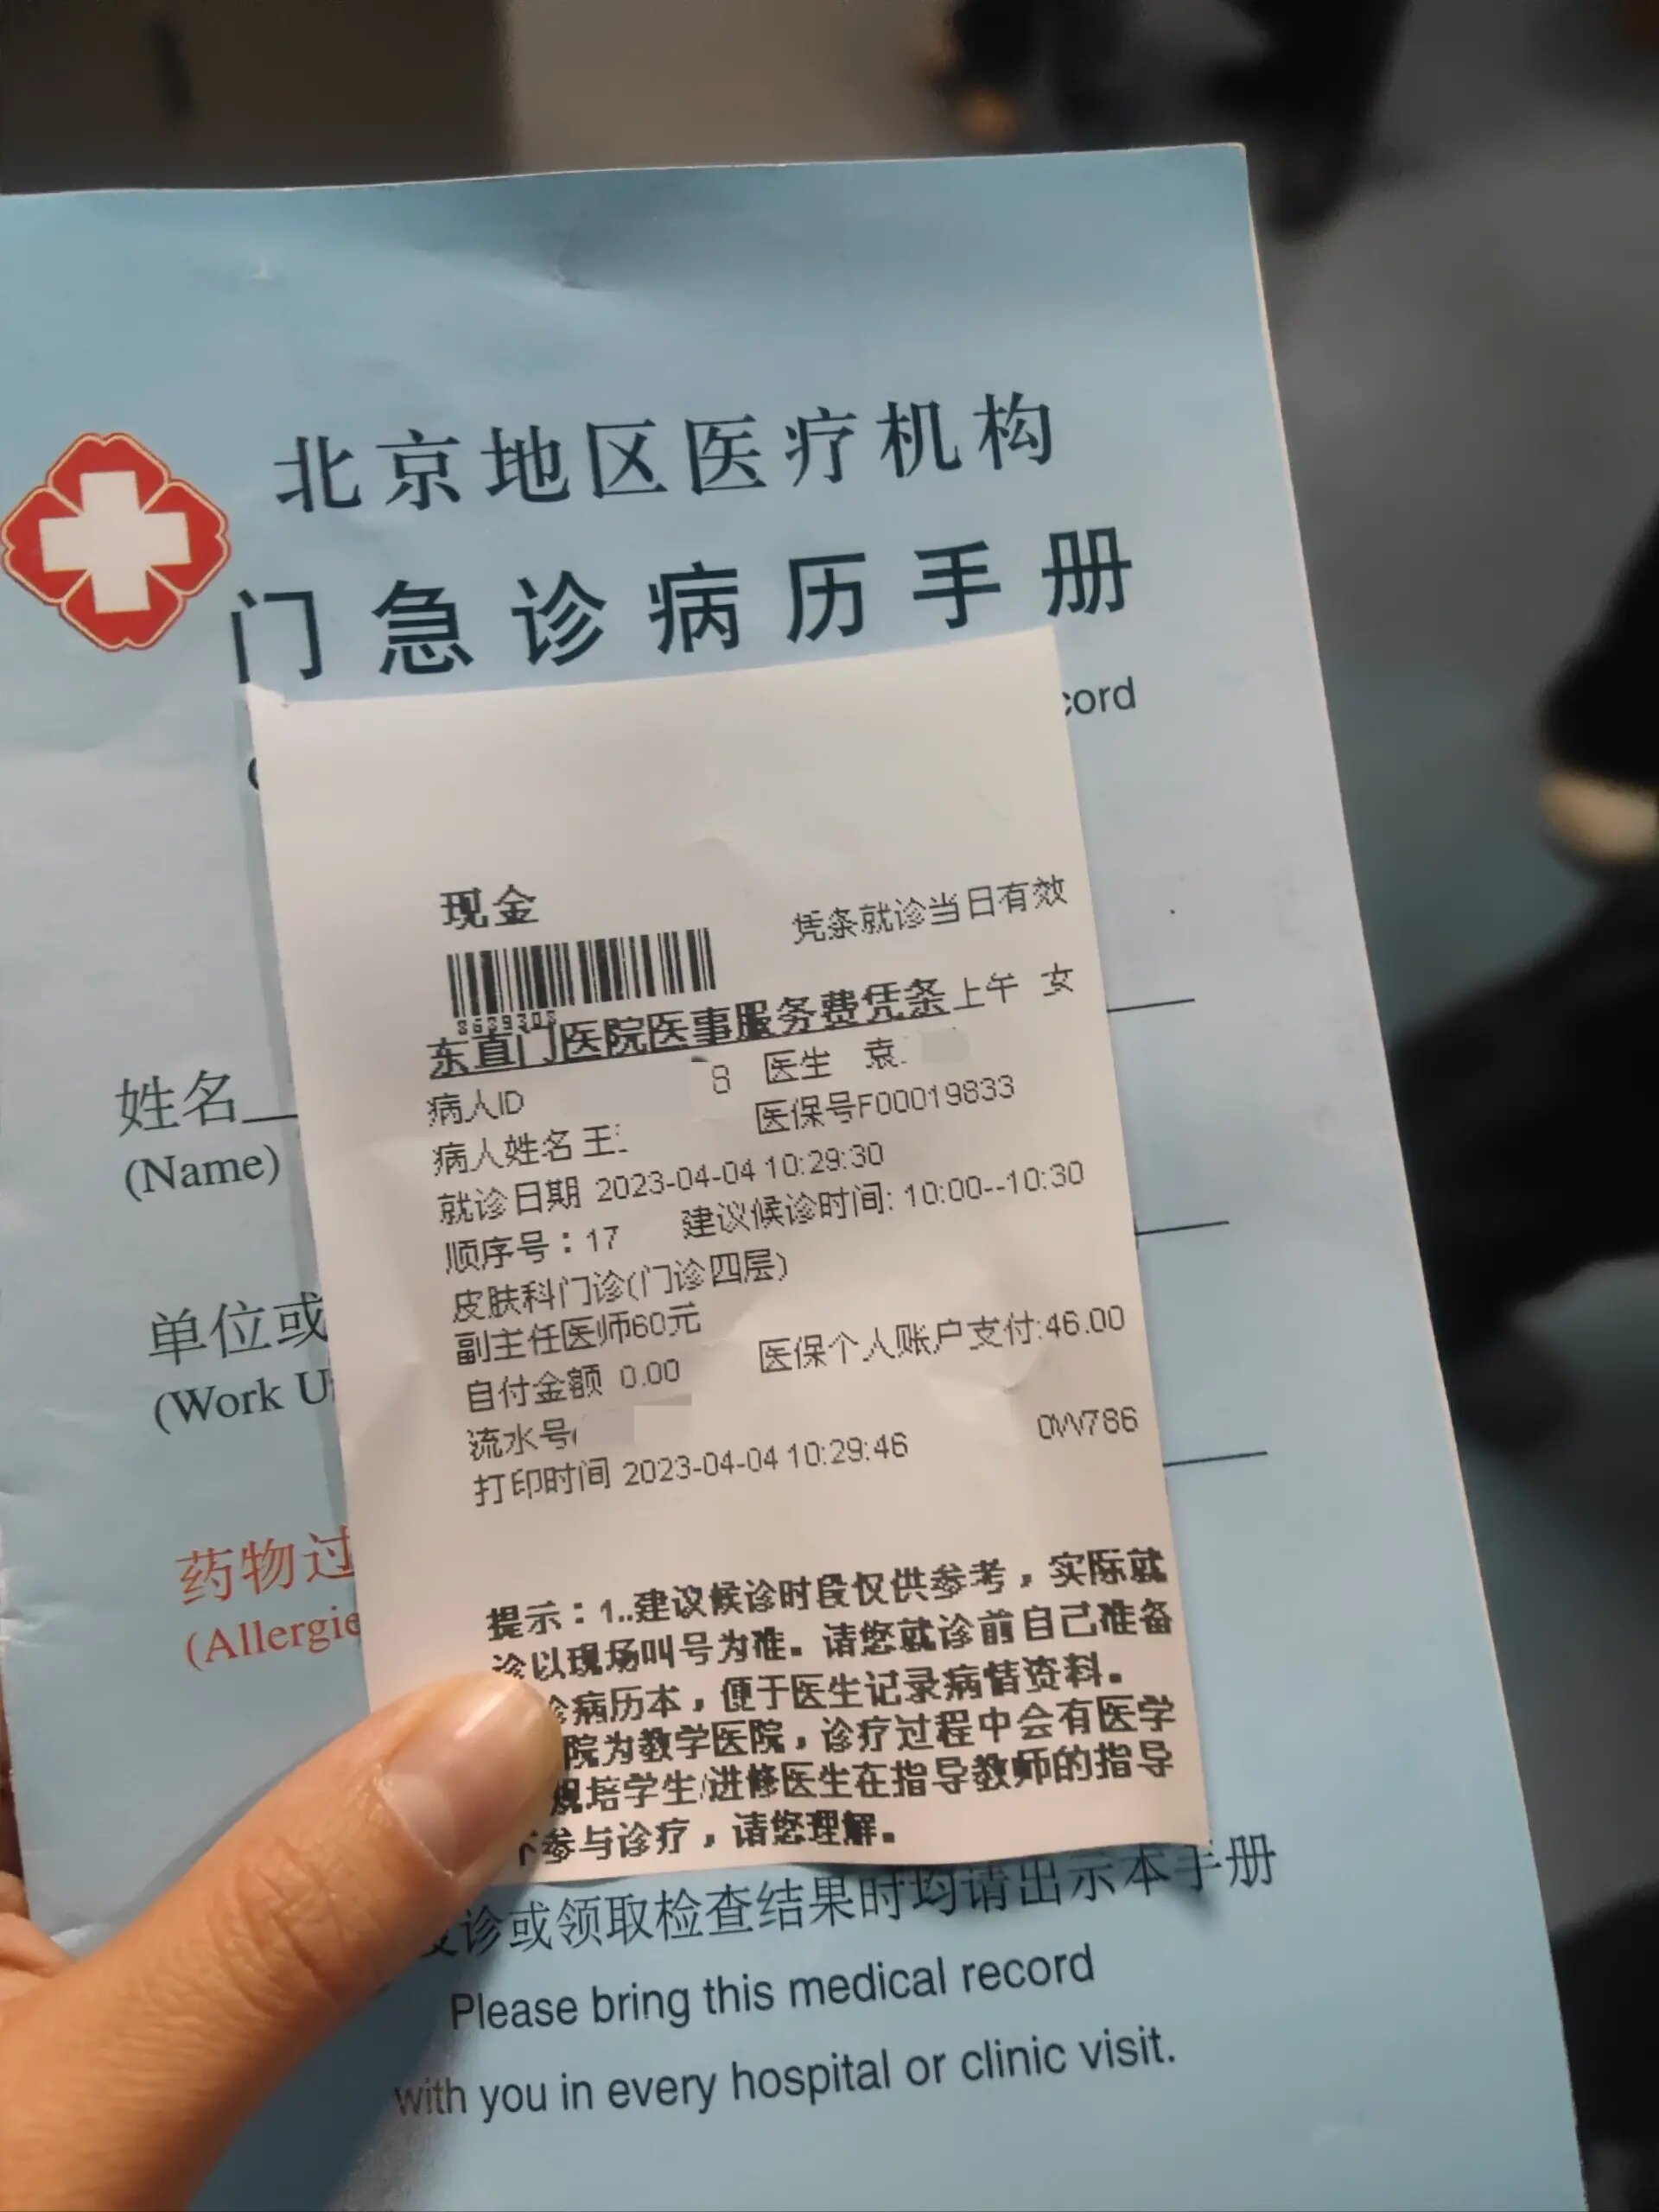 北京地区医疗机构
门急诊病历手册
cord
现金
凭条就诊当日有效
8639308
东直门医院医事服务费凭条 上午 女
病人ID 8 医生 袁
病人姓名 王 医保号F00019833
就诊日期 2023-04-04 10:29:30
顺序号：17 建议候诊时间: 10:00--10:30
皮肤科门诊(门诊四层)
副主任医师60元
自付金额 0.00 医保个人账户支付:46.00
流水号
打印时间 2023-04-04 10:29:46 0W786
提示：1..建议候诊时段仅供参考，实际就
诊以现场叫号为准。请您就诊前自己准备
诊病历本，便于医生记录病情资料。
院为教学医院，诊疗过程中会有医学
规培学生/进修医生在指导教师的指导
下参与诊疗，请您理解。
姓名
(Name)
单位或
(Work U
药物过
(Allergie
诊或领取检查结果时均请出示本手册
Please bring this medical record
with you in every hospital or clinic visit.